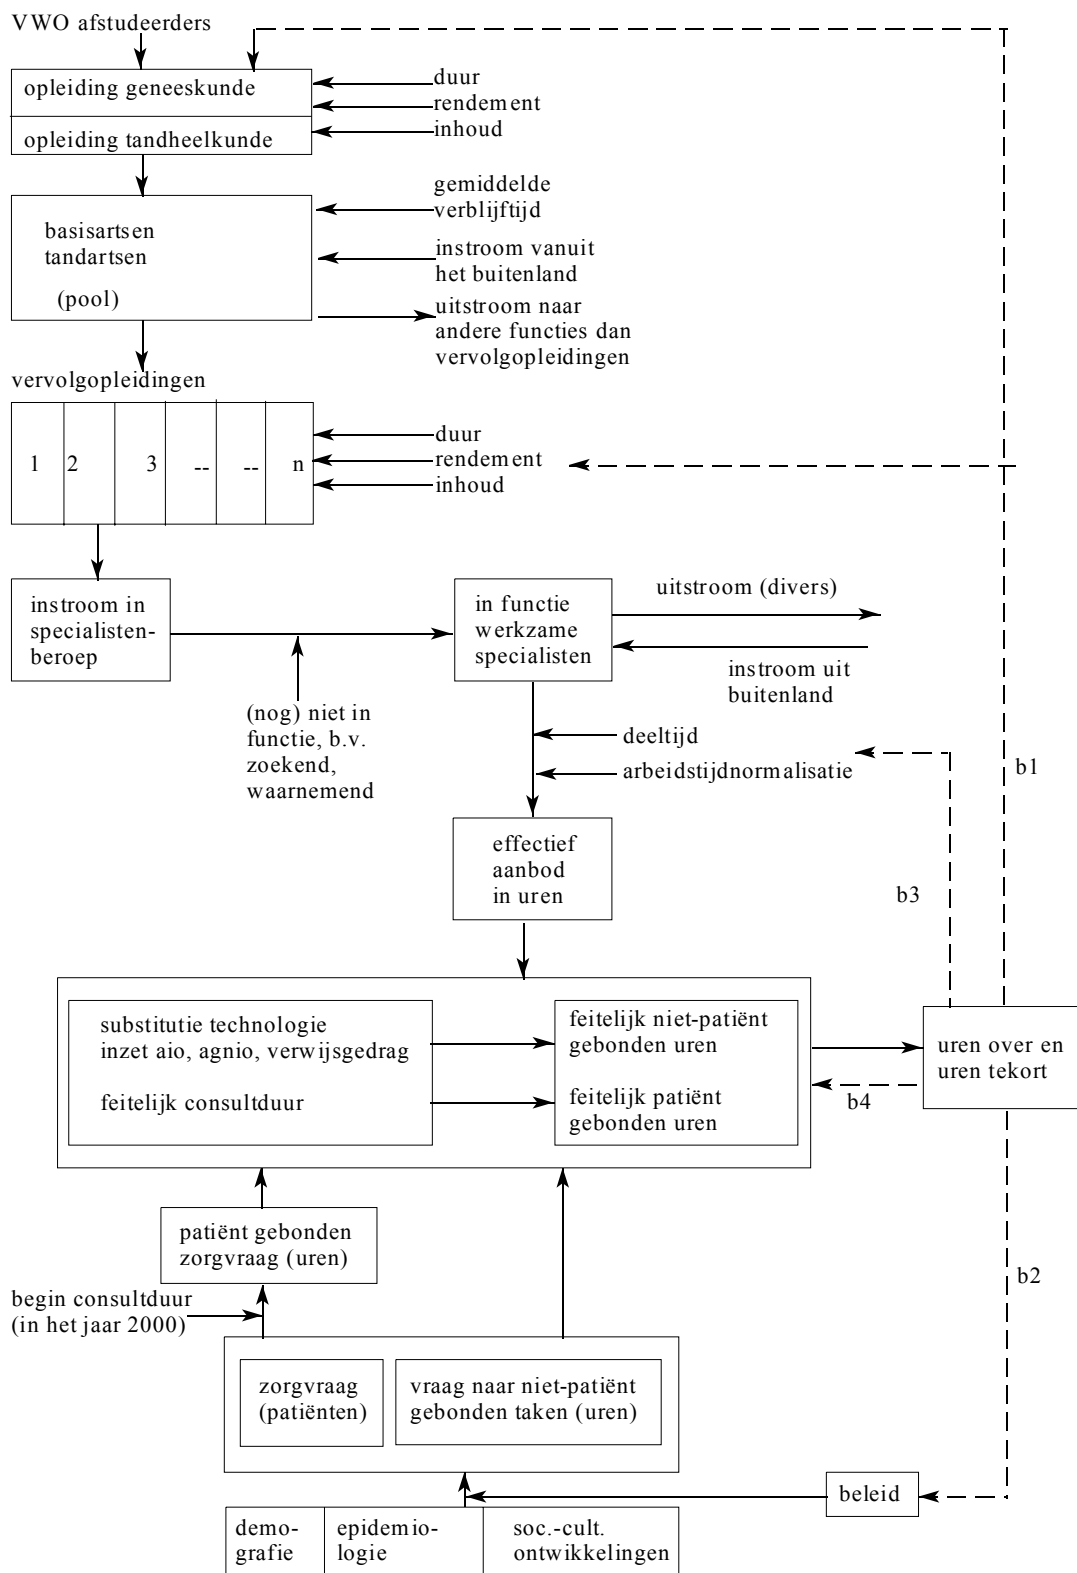 VWO afstudeerders
opleiding geneeskunde
opleiding tandheelkunde
duur
rendement
inhoud
basisartsen
tandartsen
(pool)
gemiddelde
verblijftijd
instroom vanuit
het buitenland
uitstroom naar
andere functies dan
vervolgopleidingen
vervolgopleidingen
1 2 3 -- -- n
duur
rendement
inhoud
instroom in
specialisten-
beroep
(nog) niet in
functie, b.v.
zoekend,
waarnemend
in functie
werkzame
specialisten
uitstroom (divers)
instroom uit
buitenland
deeltijd
arbeidstijdnormalisatie
b1
b3
effectief
aanbod
in uren
substitutie technologie
inzet aio, agnio, verwijsgedrag
feitelijk consultduur
feitelijk niet-patiënt
gebonden uren
feitelijk patiënt
gebonden uren
uren over en
uren tekort
b4
b2
patiënt gebonden
zorgvraag (uren)
begin consultduur
(in het jaar 2000)
zorgvraag
(patiënten)
vraag naar niet-patiënt
gebonden taken (uren)
beleid
demo-
grafie
epidemio-
logie
soc.-cult.
ontwikkelingen